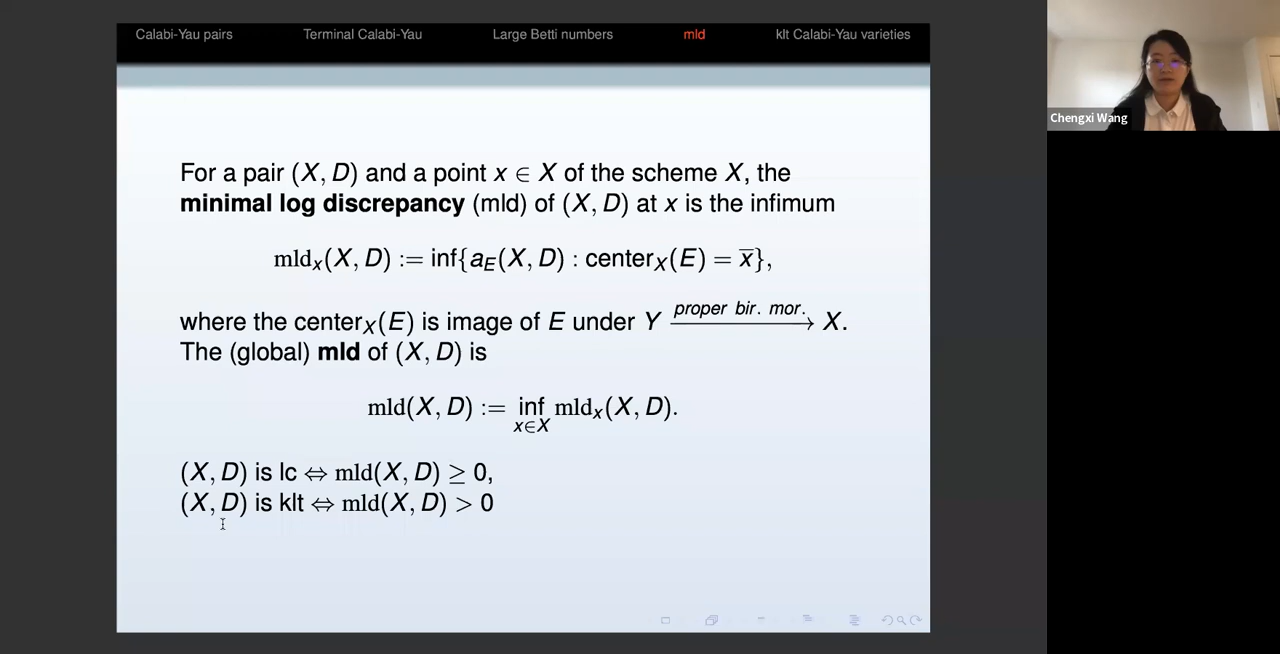 Calabi-Yau pairs Terminal Calabi-Yau Large Betti numbers mld klt Calabi-Yau varieties
For a pair (X, D) and a point x ∈ X of the scheme X, the
minimal log discrepancy (mld) of (X, D) at x is the infimum
mldₓ(X, D) := inf{a_E(X, D) : center_X(E) = x̅},
where the center_X(E) is image of E under Y \xrightarrow{proper bir. mor.} X.
The (global) mld of (X, D) is
mld(X, D) := inf_{x∈X} mldₓ(X, D).
(X, D) is lc ⇔ mld(X, D) ≥ 0,
(X, D) is klt ⇔ mld(X, D) > 0
Chengxi Wang